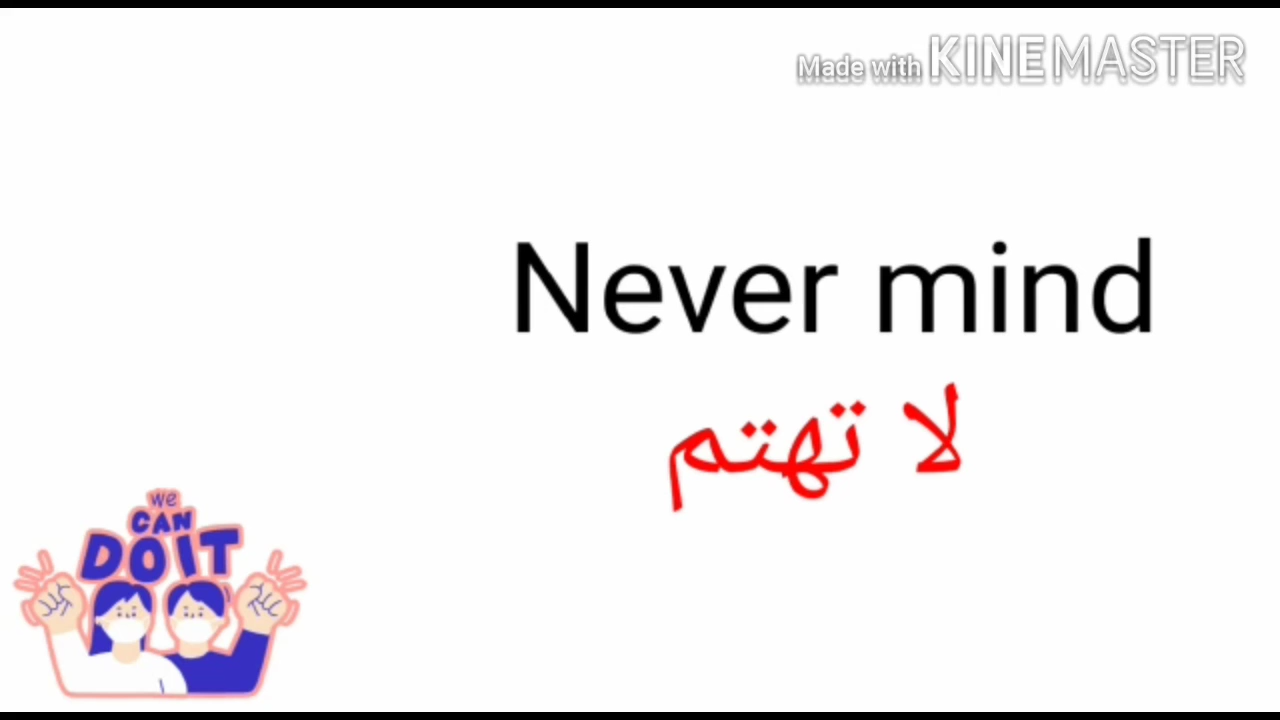 Made with KINEMASTER
Never mind
لا تهتم
we
CAN
DO IT